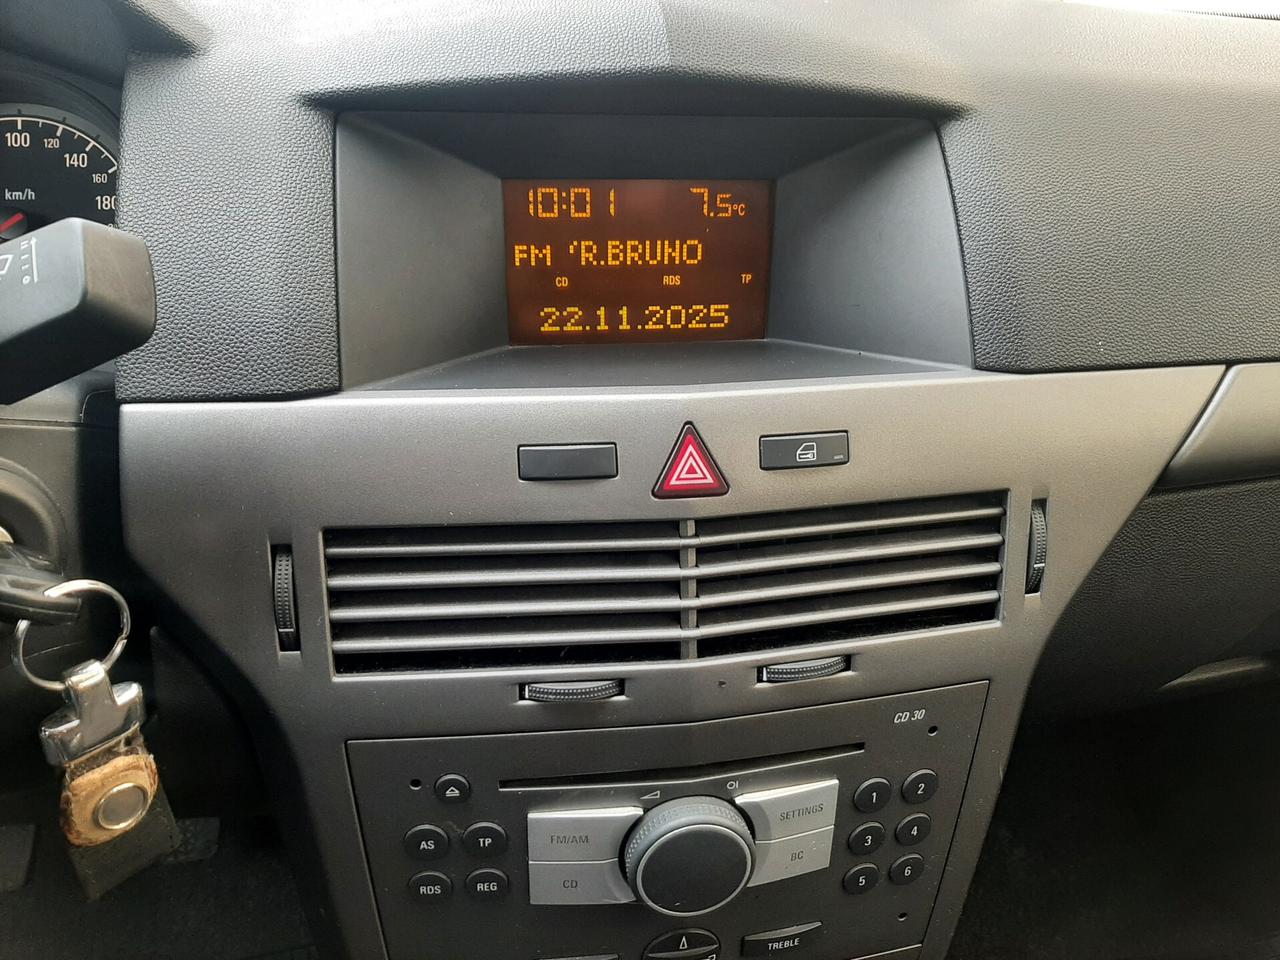 100
120
140
160
180
km/h
10:01 7.5°C
FM 'R.BRUNO
CD RDS TP
22.11.2025
CD 30
FM/AM
CD
SETTINGS
BC
AS TP
RDS REG
1 2
3 4
5 6
TREBLE